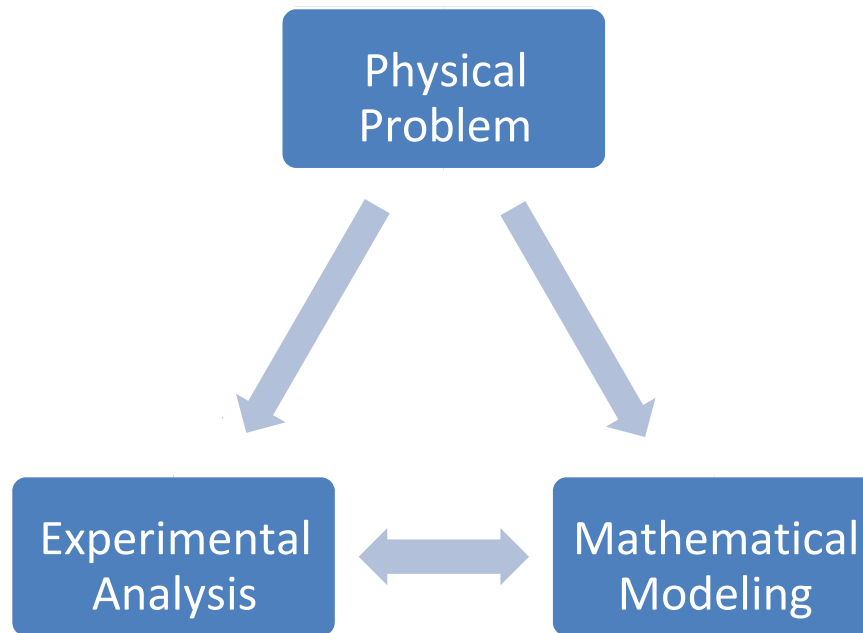 Physical
Problem
Experimental
Analysis
Mathematical
Modeling